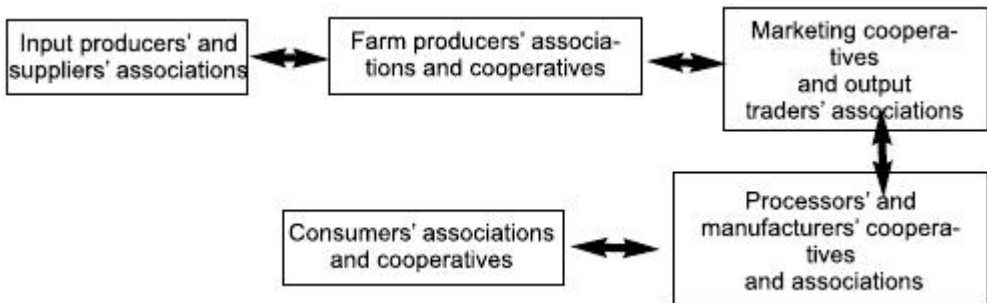 Input producers' and
suppliers' associations
Farm producers' associa-
tions and cooperatives
Marketing coopera-
tives
and output
traders' associations
Processors' and
manufacturers' coopera-
tives
and associations
Consumers' associations
and cooperatives